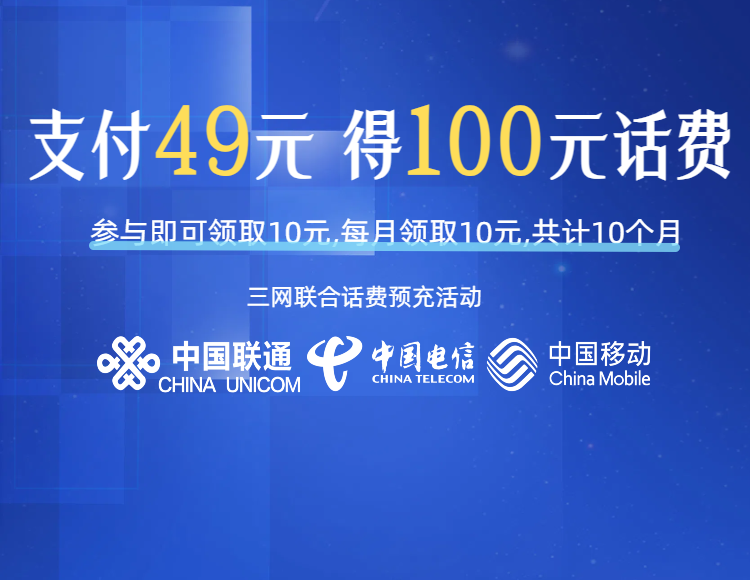 支付49元 得100元话费
参与即可领取10元,每月领取10元,共计10个月
三网联合话费预充活动
中国联通 中国电信 中国移动
CHINA UNICOM CHINA TELECOM China Mobile